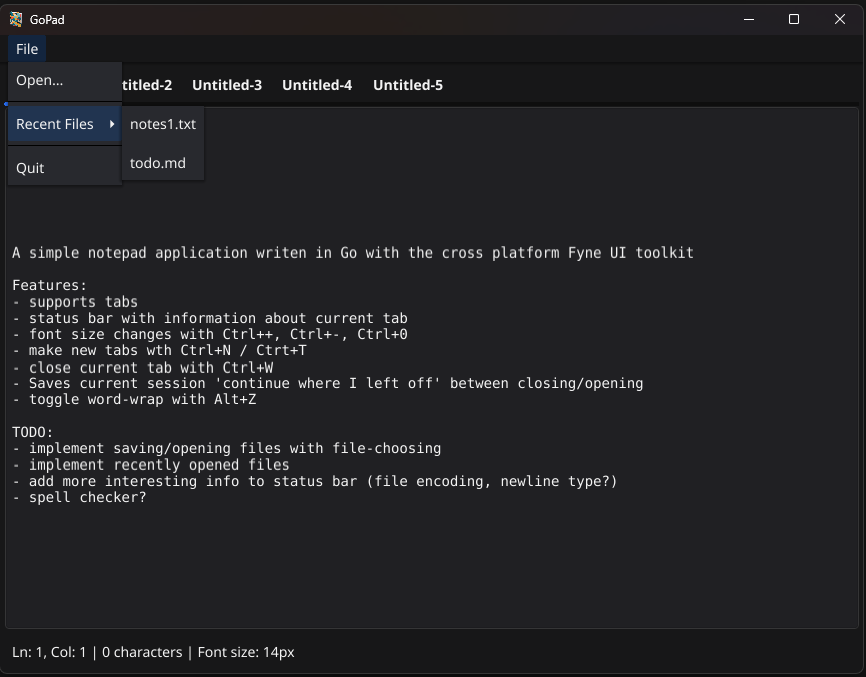 GoPad
File
Open...
titled-2 Untitled-3 Untitled-4 Untitled-5
Recent Files
notes1.txt
todo.md
Quit
A simple notepad application writen in Go with the cross platform Fyne UI toolkit
Features:
- supports tabs
- status bar with information about current tab
- font size changes with Ctrl++, Ctrl+-, Ctrl+0
- make new tabs wth Ctrl+N / Ctrt+T
- close current tab with Ctrl+W
- Saves current session 'continue where I left off' between closing/opening
- toggle word-wrap with Alt+Z
TODO:
- implement saving/opening files with file-choosing
- implement recently opened files
- add more interesting info to status bar (file encoding, newline type?)
- spell checker?
Ln: 1, Col: 1 | 0 characters | Font size: 14px